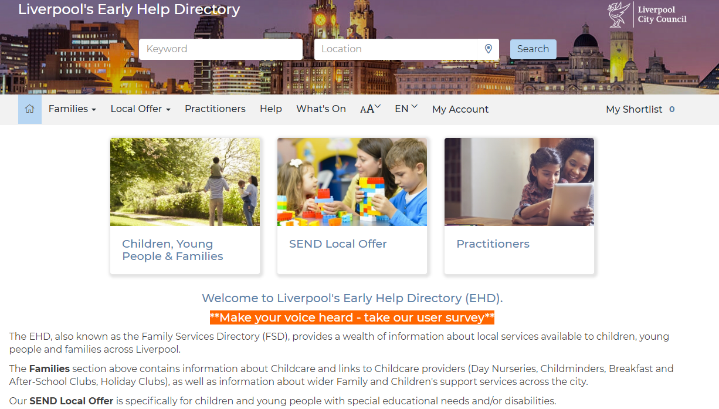 Liverpool's Early Help Directory
Liverpool
City Council
Keyword
Location
Search
Families
Local Offer
Practitioners
Help
What's On
AA
EN
My Account
My Shortlist 0
Children, Young
People & Families
SEND Local Offer
Practitioners
Welcome to Liverpool's Early Help Directory (EHD).
**Make your voice heard - take our user survey**
The EHD, also known as the Family Services Directory (FSD), provides a wealth of information about local services available to children, young
people and families across Liverpool.
The Families section above contains information about Childcare and links to Childcare providers (Day Nurseries, Childminders, Breakfast and
After-School Clubs, Holiday Clubs), as well as information about wider Family and Children's support services across the city.
Our SEND Local Offer is specifically for children and young people with special educational needs and/or disabilities.